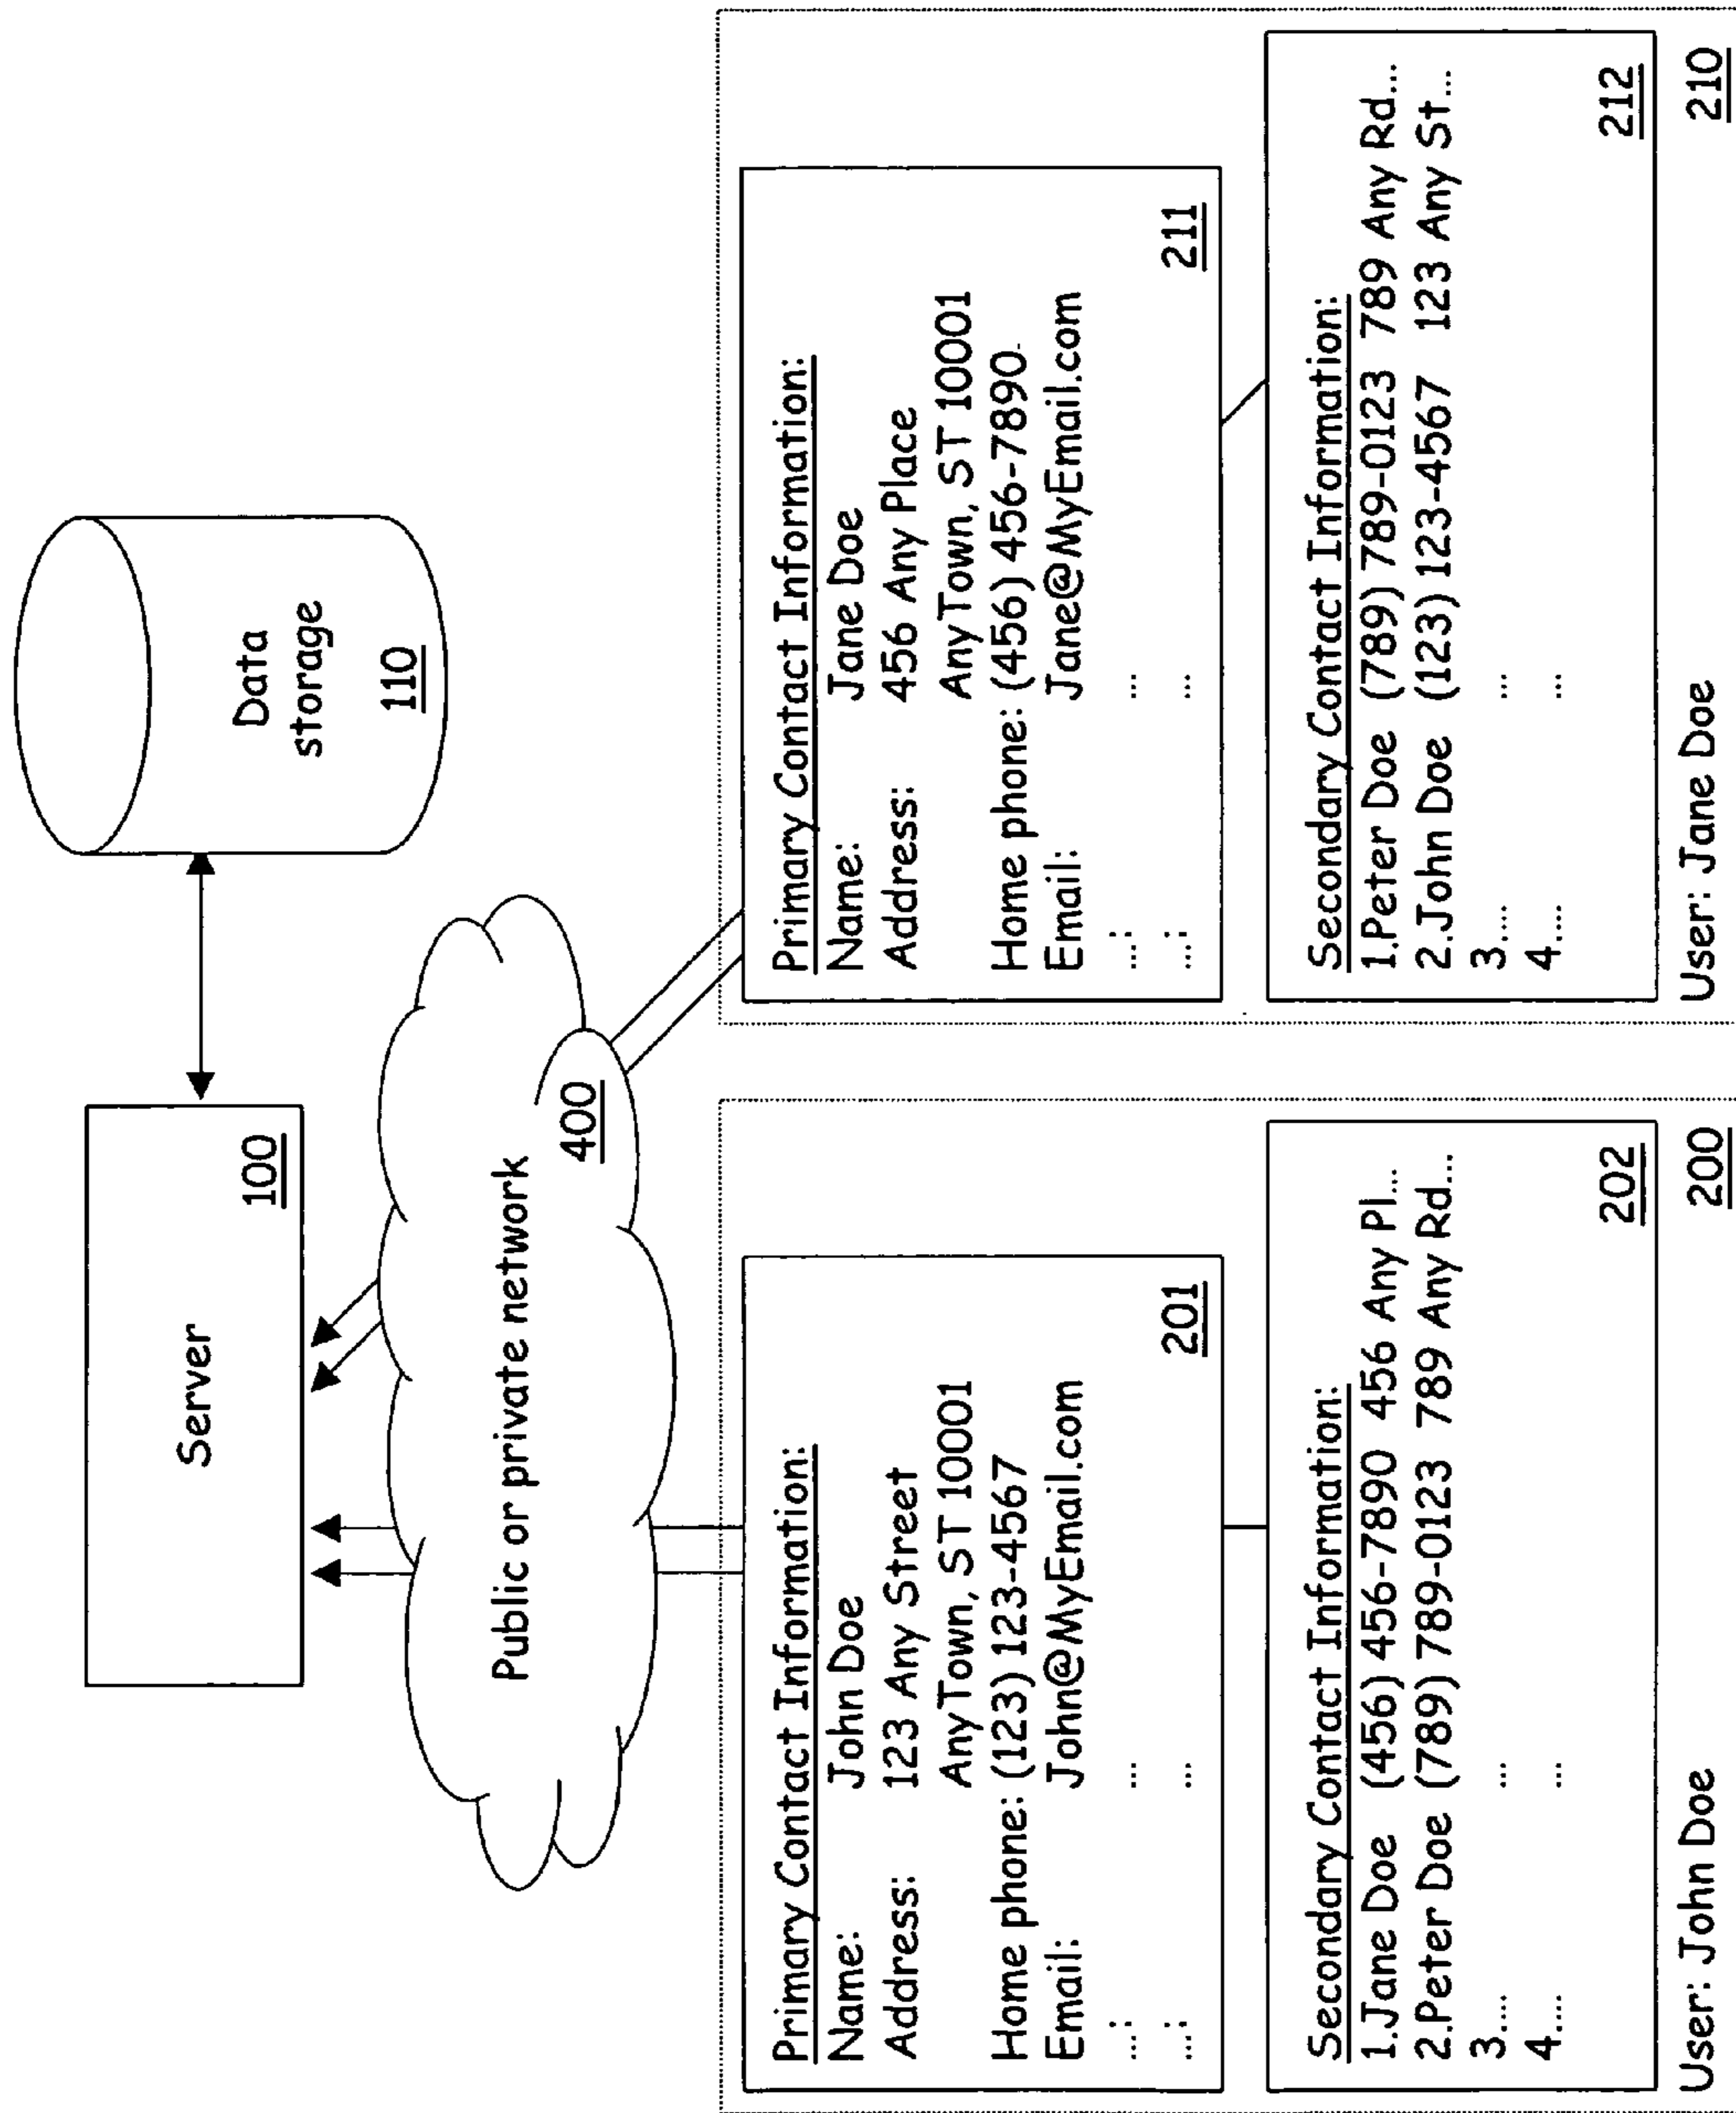 Server
100
Data
storage
110
Public or private network
400
Primary Contact Information:
Name: John Doe
Address: 123 Any Street
AnyTown, ST 10001
Home phone: (123) 123-4567
Email: John@MyEmail.com
...: ...
...: ...
201
Secondary Contact Information:
1.Jane Doe (456) 456-7890 456 Any Pl...
2.Peter Doe (789) 789-0123 789 Any Rd...
3.... ...
4.... ...
202
User: John Doe
200
Primary Contact Information:
Name: Jane Doe
Address: 456 Any Place
AnyTown, ST 10001
Home phone: (456) 456-7890
Email: Jane@MyEmail.com
...: ...
...: ...
211
Secondary Contact Information:
1.Peter Doe (789) 789-0123 789 Any Rd...
2.John Doe (123) 123-4567 123 Any St...
3.... ...
4.... ...
212
User: Jane Doe
210